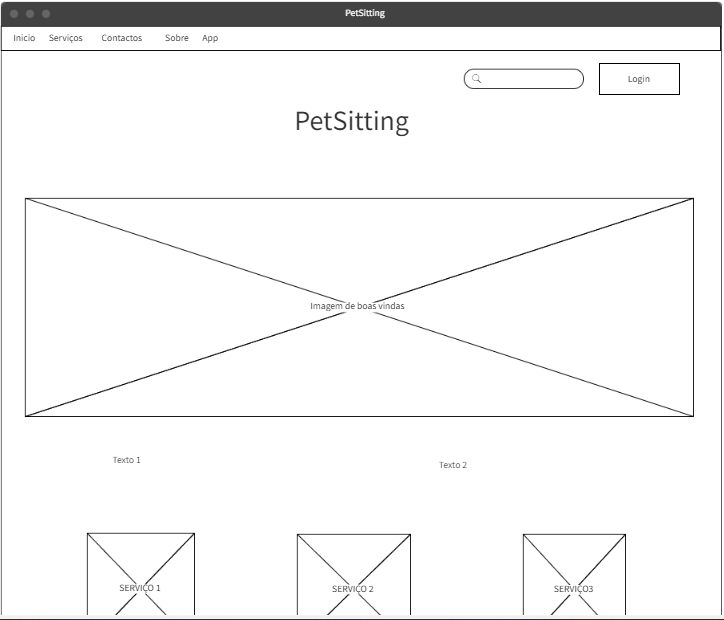 PetSitting
Inicio Serviços Contactos Sobre App
Login
PetSitting
Imagem de boas vindas
Texto 1
Texto 2
SERVIÇO 1 SERVIÇO 2 SERVIÇO3